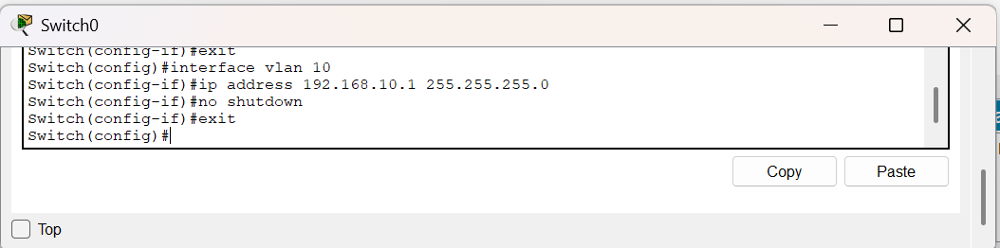 Switch0
Switch(config-if)#exit
Switch(config)#interface vlan 10
Switch(config-if)#ip address 192.168.10.1 255.255.255.0
Switch(config-if)#no shutdown
Switch(config-if)#exit
Switch(config)#
Copy
Paste
Top